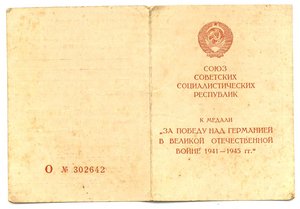 О № 302642
СОЮЗ
СОВЕТСКИХ
СОЦИАЛИСТИЧЕСКИХ
РЕСПУБЛИК
К МЕДАЛИ
„ЗА ПОБЕДУ НАД ГЕРМАНИЕЙ
В ВЕЛИКОЙ ОТЕЧЕСТВЕННОЙ
ВОЙНЕ 1941—1945 гг.“